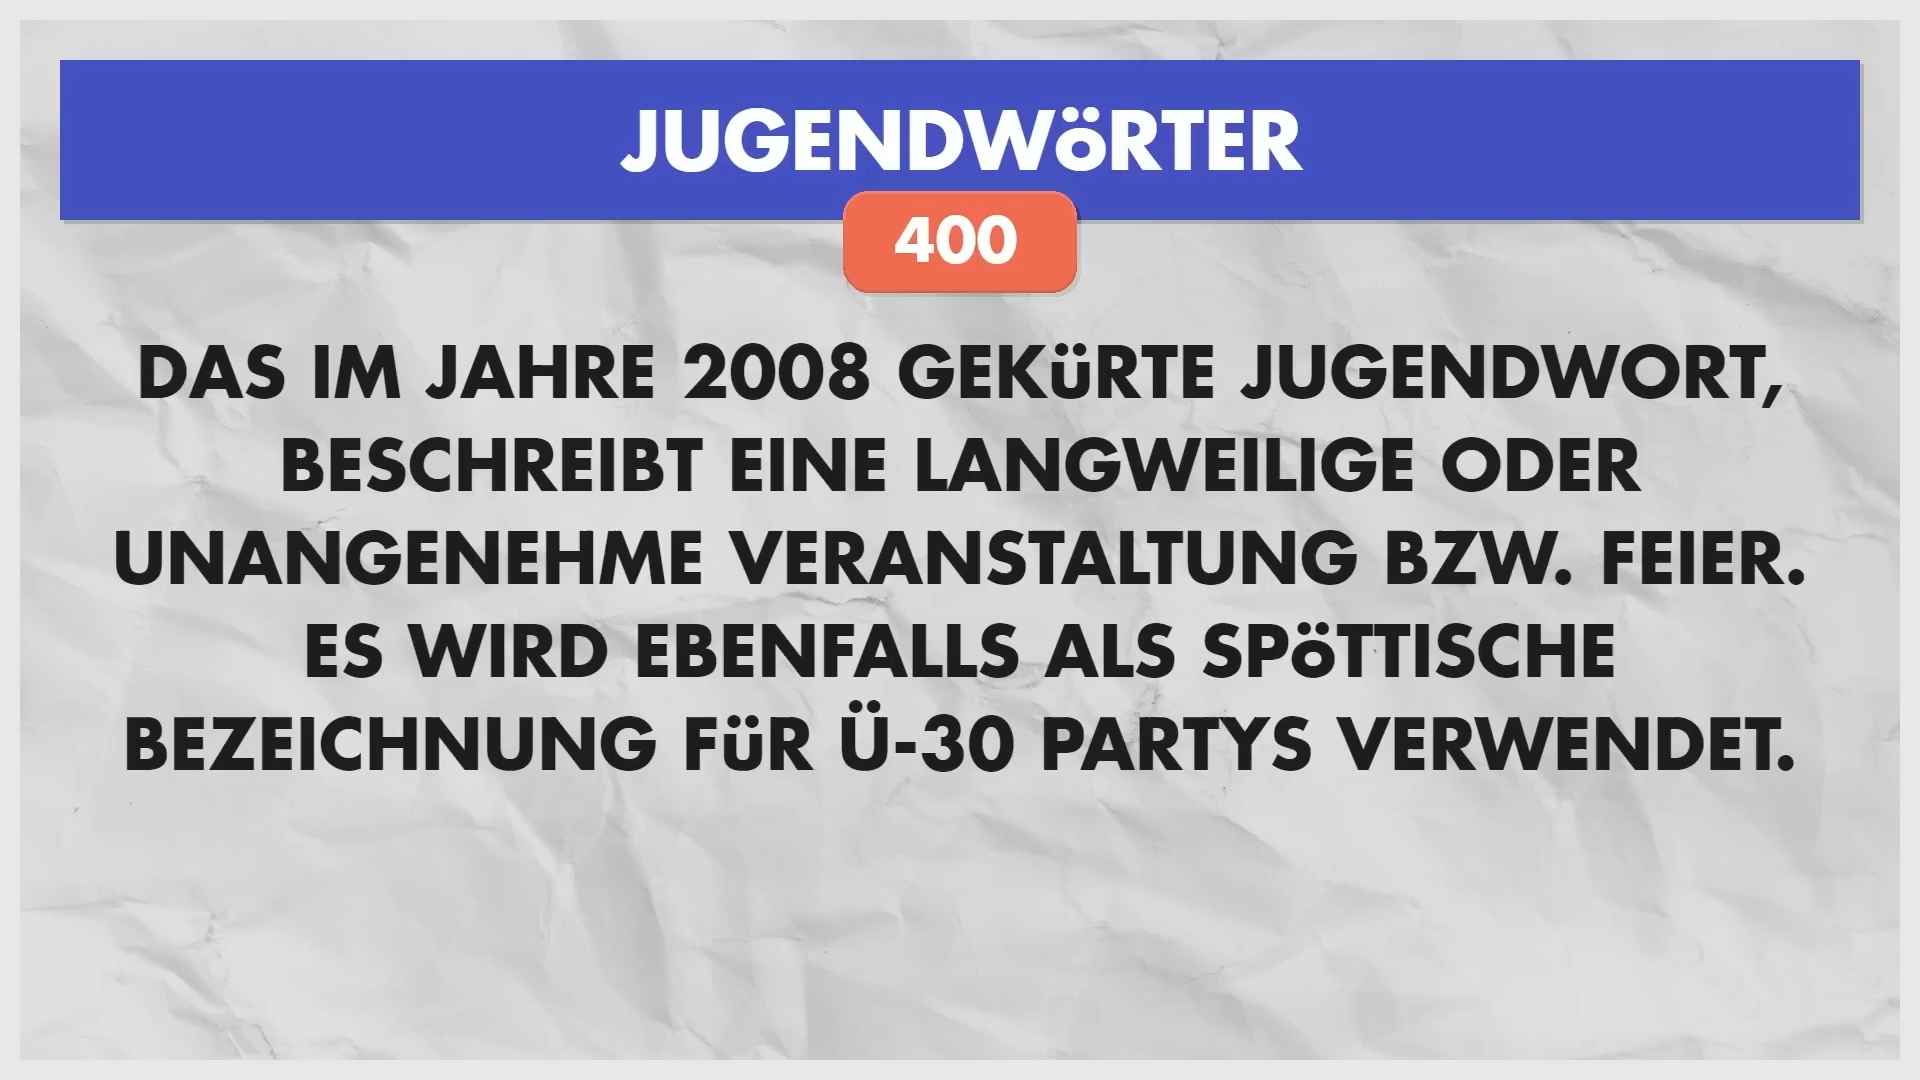 JUGENDWöRTER
400
DAS IM JAHRE 2008 GEKüRTE JUGENDWORT,
BESCHREIBT EINE LANGWEILIGE ODER
UNANGENEHME VERANSTALTUNG BZW. FEIER.
ES WIRD EBENFALLS ALS SPöTTISCHE
BEZEICHNUNG FüR Ü-30 PARTYS VERWENDET.